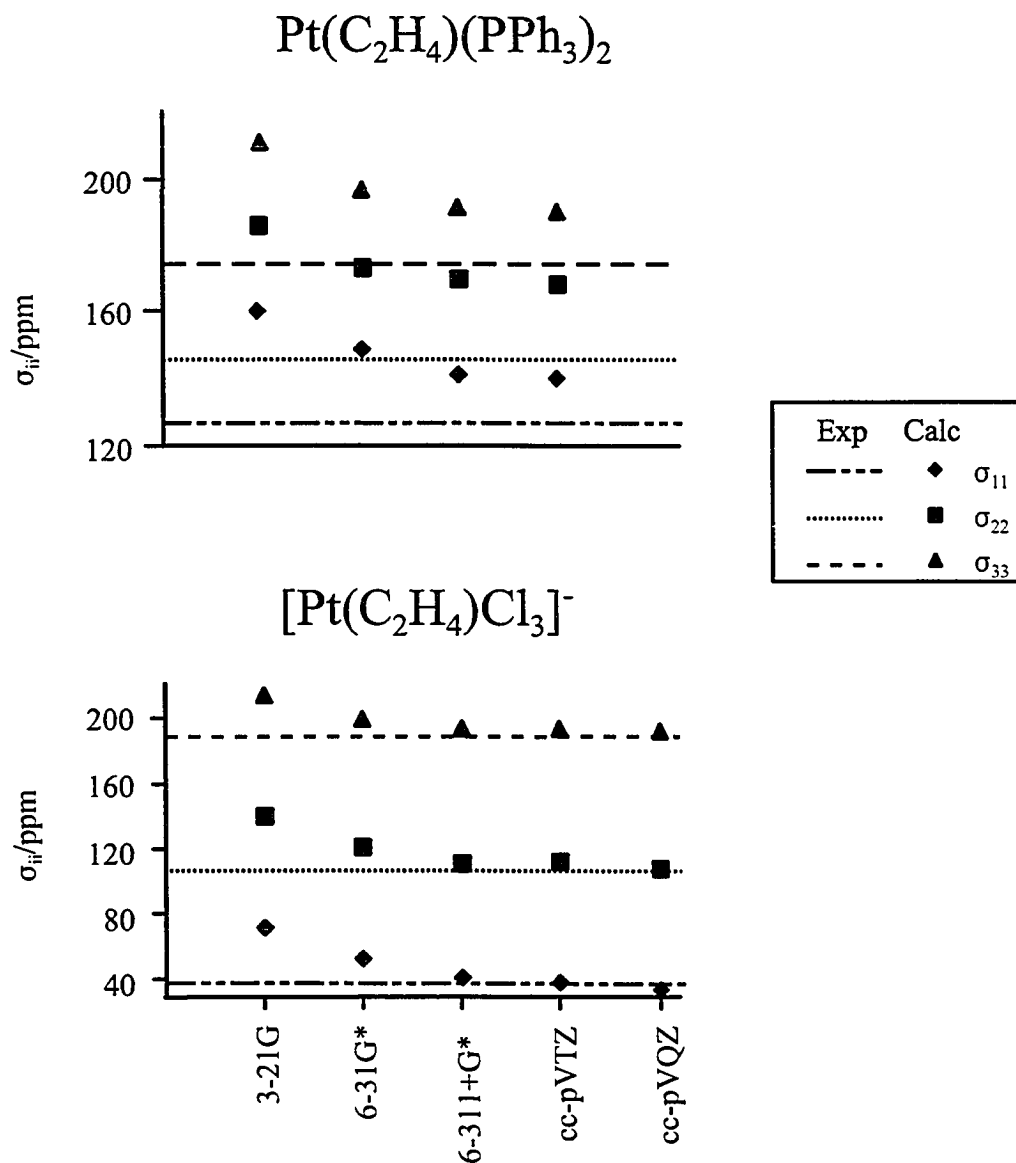 Pt(C₂H₄)(PPh₃)₂
200
160
120
σᵢᵢ/ppm
Exp Calc
σ₁₁
σ₂₂
σ₃₃
[Pt(C₂H₄)Cl₃]⁻
200
160
120
80
40
σᵢᵢ/ppm
3-21G
6-31G*
6-311+G*
cc-pVTZ
cc-pVQZ